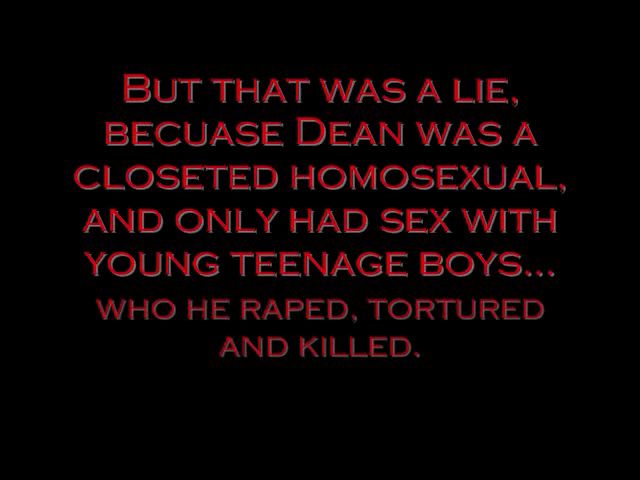 But that was a lie,
becuase Dean was a
closeted homosexual,
and only had sex with
young teenage boys...
who he raped, tortured
and killed.